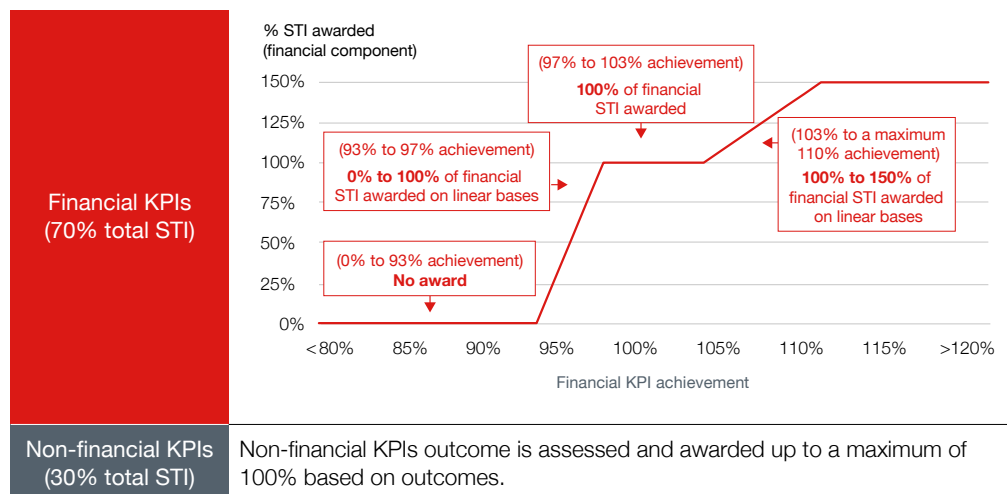 % STI awarded
(financial component)
150%
125%
100%
75%
50%
25%
0%
(97% to 103% achievement)
100% of financial
STI awarded
(93% to 97% achievement)
0% to 100% of financial
STI awarded on linear bases
(103% to a maximum
110% achievement)
100% to 150% of
financial STI awarded
on linear bases
(0% to 93% achievement)
No award
<80%
85%
90%
95%
100%
105%
110%
115%
>120%
Financial KPI achievement
Financial KPIs
(70% total STI)
Non-financial KPIs
(30% total STI)
Non-financial KPIs outcome is assessed and awarded up to a maximum of
100% based on outcomes.